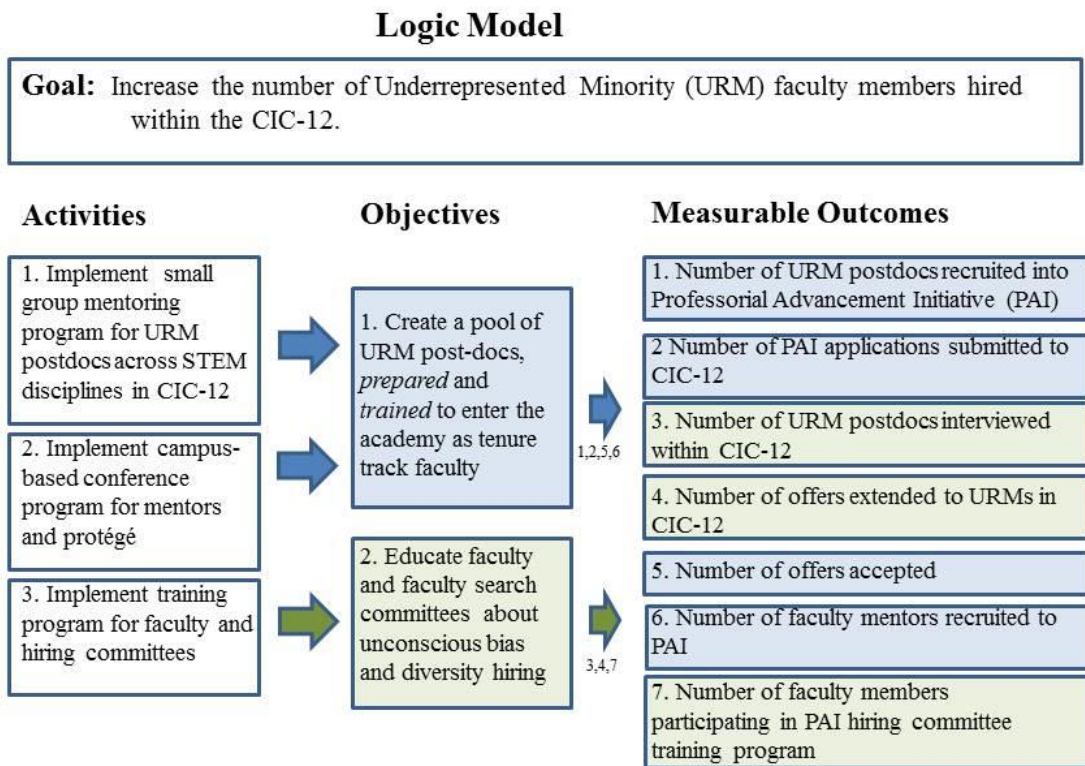 Logic Model
Goal: Increase the number of Underrepresented Minority (URM) faculty members hired
within the CIC-12.
Activities
1. Implement small
group mentoring
program for URM
postdocs across STEM
disciplines in CIC-12
2. Implement campus-
based conference
program for mentors
and protégé
3. Implement training
program for faculty and
hiring committees
Objectives
1. Create a pool of
URM post-docs,
prepared and
trained to enter the
academy as tenure
track faculty
1,2,5,6
2. Educate faculty
and faculty search
committees about
unconscious bias
and diversity hiring
3,4,7
Measurable Outcomes
1. Number of URM postdocs recruited into
Professorial Advancement Initiative (PAI)
2 Number of PAI applications submitted to
CIC-12
3. Number of URM postdocs interviewed
within CIC-12
4. Number of offers extended to URMs in
CIC-12
5. Number of offers accepted
6. Number of faculty mentors recruited to
PAI
7. Number of faculty members
participating in PAI hiring committee
training program